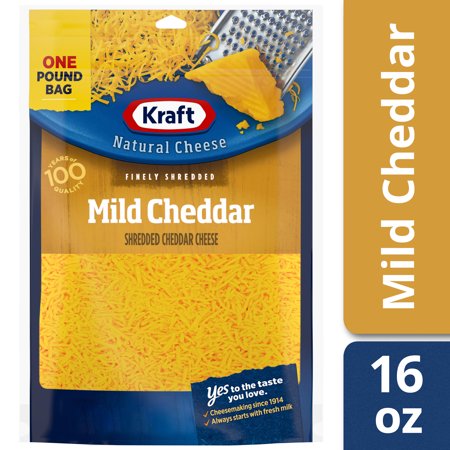 ONE
POUND
BAG
Kraft
Natural Cheese
YEARS of
100
QUALITY
FINELY SHREDDED
Mild Cheddar
SHREDDED CHEDDAR CHEESE
Yes to the taste
you love.
✓ Cheesemaking since 1914
✓ Always starts with fresh milk
Mild Cheddar
16
oz